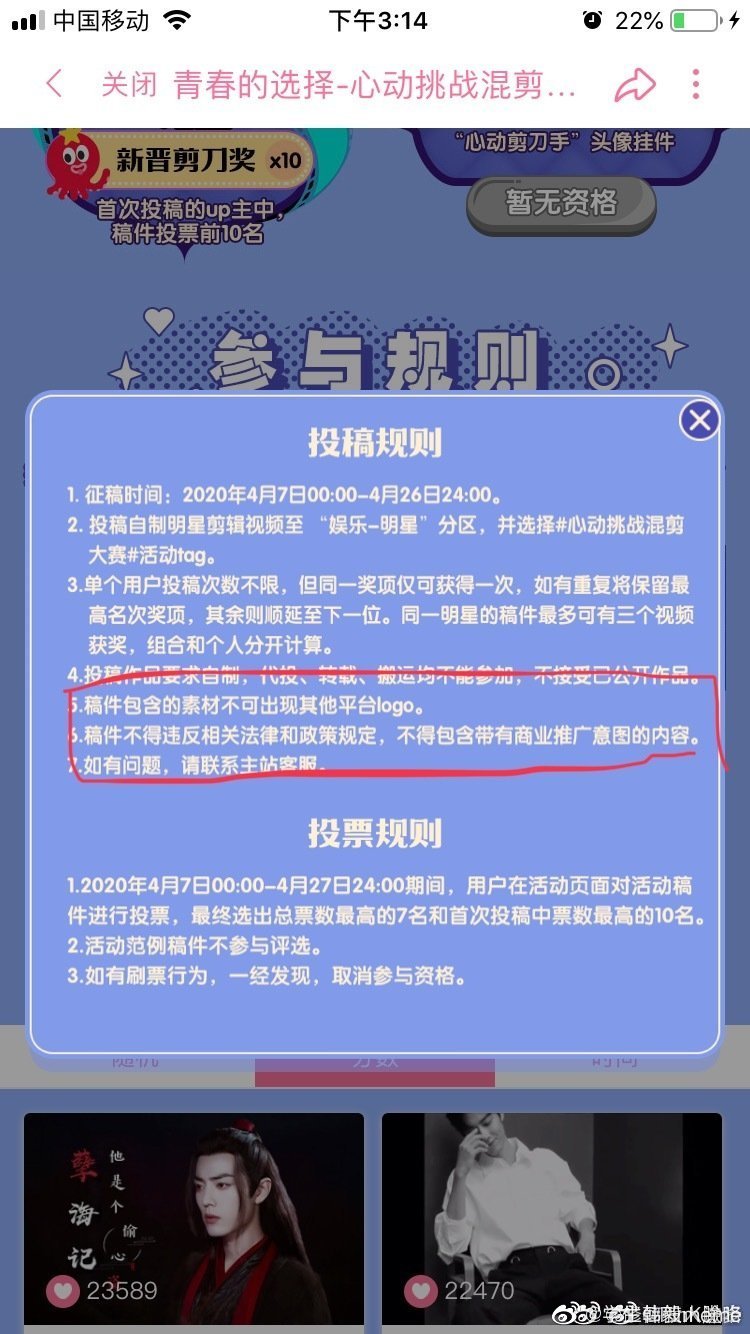 中国移动
下午3:14
22%
关闭 青春的选择-心动挑战混剪...
新晋剪刀奖 x10
首次投稿的up主中，
稿件投票前10名
“心动剪刀手”头像挂件
暂无资格
参与规则
投稿规则
1. 征稿时间：2020年4月7日00:00-4月26日24:00。
2. 投稿自制明星剪辑视频至 “娱乐-明星”分区，并选择#心动挑战混剪
大赛#活动tag。
3.单个用户投稿次数不限，但同一奖项仅可获得一次，如有重复将保留最
高名次奖项，其余则顺延至下一位。同一明星的稿件最多可有三个视频
获奖，组合和个人分开计算。
4.投稿作品要求自制，代投、转载、搬运均不能参加，不接受已公开作品。
5.稿件包含的素材不可出现其他平台logo。
6.稿件不得违反相关法律和政策规定，不得包含带有商业推广意图的内容。
7.如有问题，请联系主站客服。
投票规则
1.2020年4月7日00:00-4月27日24:00期间，用户在活动页面对活动稿
件进行投票，最终选出总票数最高的7名和首次投稿中票数最高的10名。
2.活动范例稿件不参与评选。
3.如有刷票行为，一经发现，取消参与资格。
随机
分数
时间
孽海记
他是个偷心
23589
22470